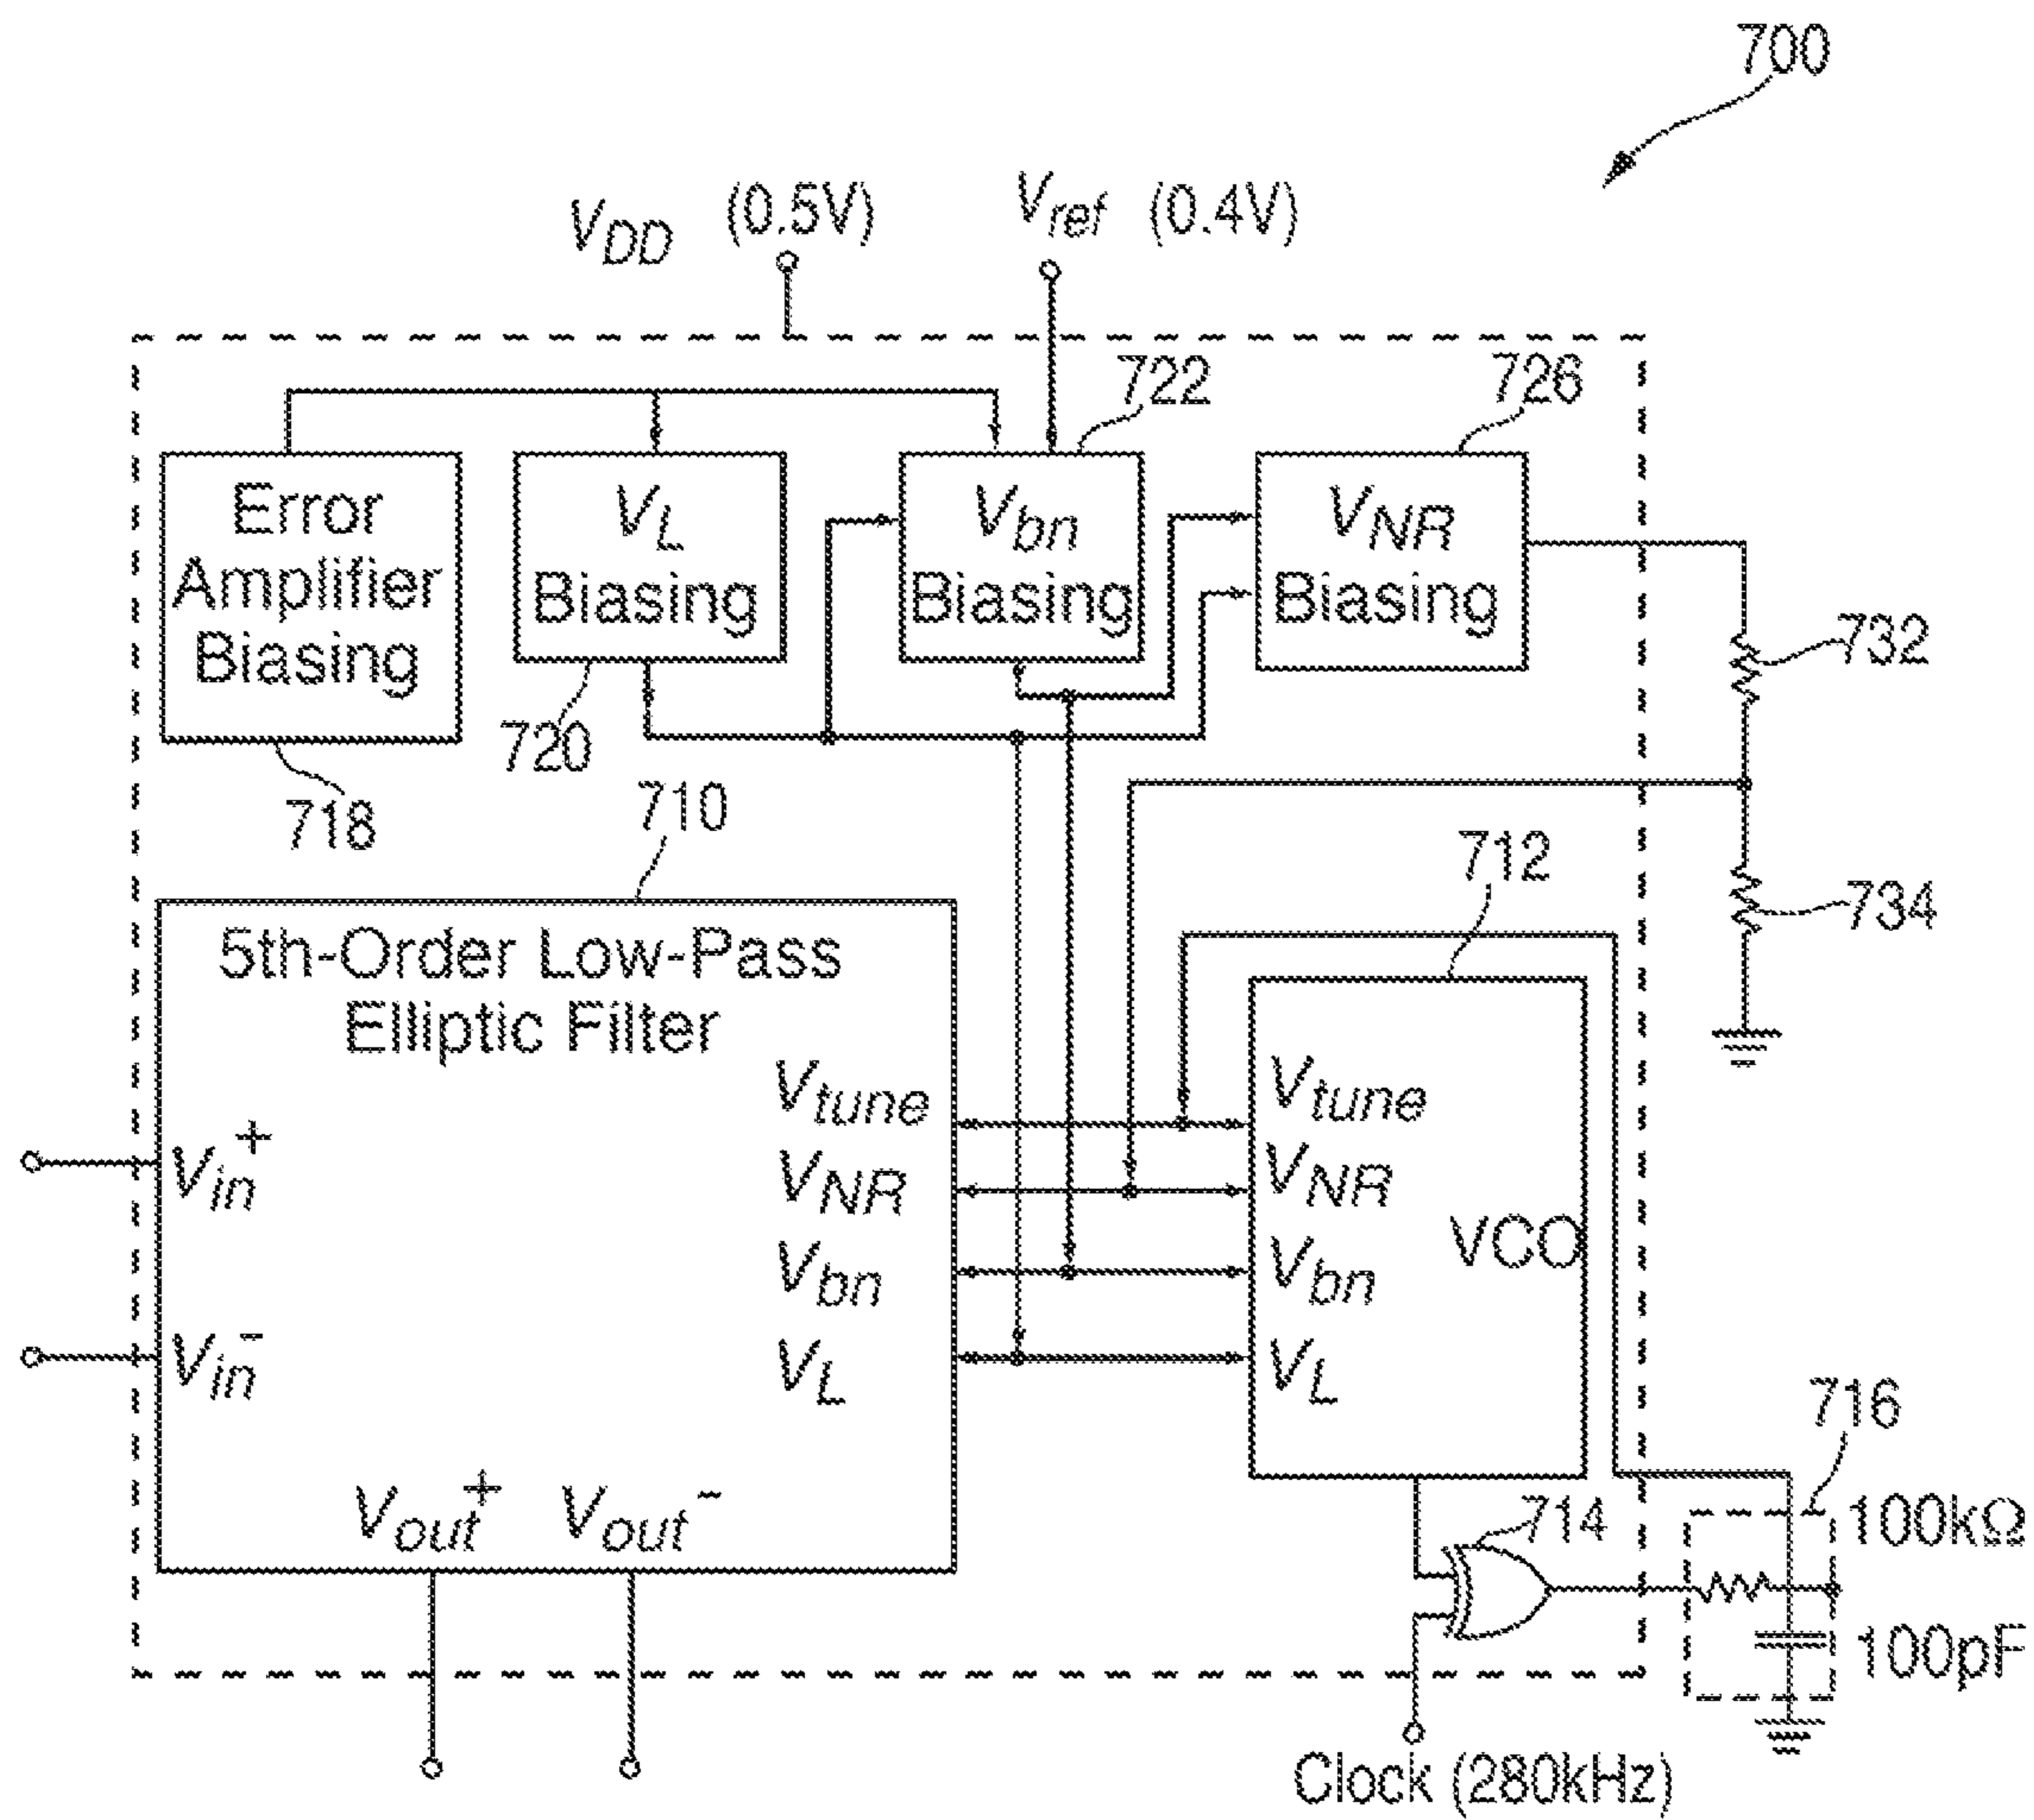 700
V_DD (0.5V)
V_ref (0.4V)
722
726
Error
Amplifier
Biasing
V_L
Biasing
V_bn
Biasing
V_NR
Biasing
732
720
718
710
712
734
5th-Order Low-Pass
Elliptic Filter
V_tune
V_NR
V_bn
V_L
V_in^+
V_in^-
V_out^+
V_out^-
V_tune
V_NR
VCO
V_bn
V_L
716
714
100kΩ
100pF
Clock (280kHz)